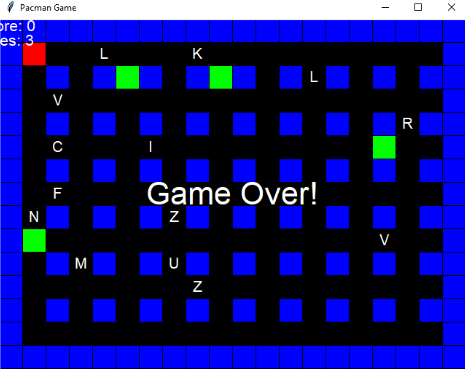 Pacman Game
ore: 0
es: 3
L K
L
V
R
C I
F
Game Over!
N Z
V
M U
Z